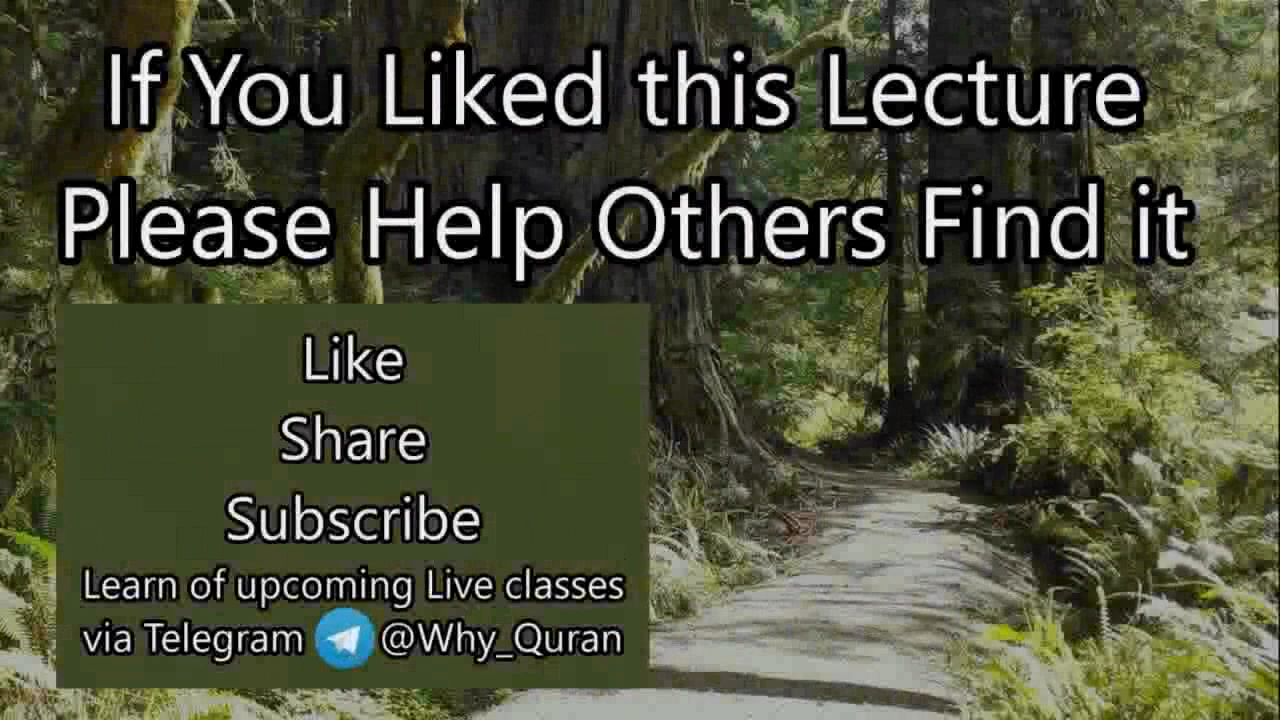 If You Liked this Lecture
Please Help Others Find it
Like
Share
Subscribe
Learn of upcoming Live classes
via Telegram @Why_Quran